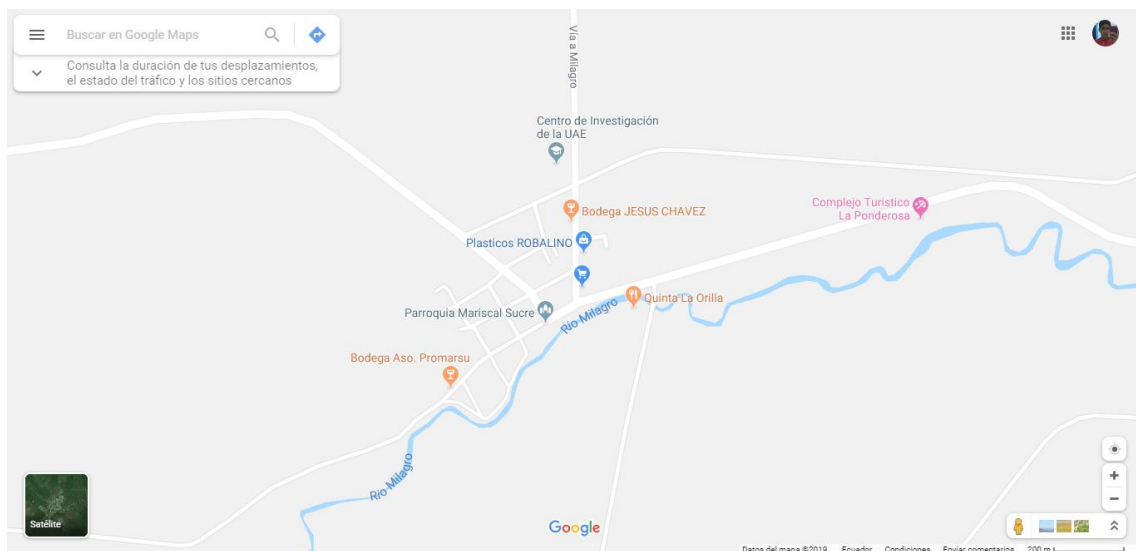 Buscar en Google Maps
Consulta la duración de tus desplazamientos,
el estado del tráfico y los sitios cercanos
Vía a Milagro
Centro de Investigación
de la UAE
Complejo Turistico
La Ponderosa
Bodega JESUS CHAVEZ
Plasticos ROBALINO
Quinta La Orilla
Parroquia Mariscal Sucre
Río Milagro
Bodega Aso. Promarsu
Río Milagro
Satélite
Google
Datos del mapa ©2019 Ecuador Condiciones Enviar comentarios 200 m